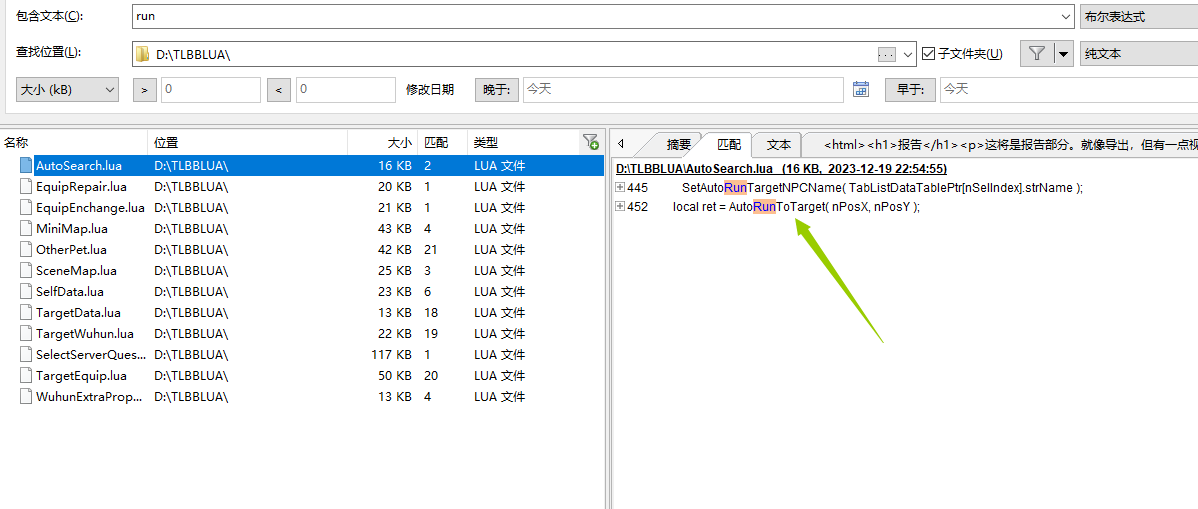 包含文本(C): run 布尔表达式
查找位置(L): D:\TLBBLUA\ ... 子文件夹(U) 纯文本
大小 (kB) > 0 < 0 修改日期 晚于: 今天 早于: 今天
名称 位置 大小 匹配 类型
AutoSearch.lua D:\TLBBLUA\ 16 KB 2 LUA 文件
EquipRepair.lua D:\TLBBLUA\ 20 KB 1 LUA 文件
EquipEnchange.lua D:\TLBBLUA\ 21 KB 1 LUA 文件
MiniMap.lua D:\TLBBLUA\ 43 KB 4 LUA 文件
OtherPet.lua D:\TLBBLUA\ 42 KB 21 LUA 文件
SceneMap.lua D:\TLBBLUA\ 25 KB 3 LUA 文件
SelfData.lua D:\TLBBLUA\ 23 KB 6 LUA 文件
TargetData.lua D:\TLBBLUA\ 13 KB 18 LUA 文件
TargetWuhun.lua D:\TLBBLUA\ 22 KB 19 LUA 文件
SelectServerQues... D:\TLBBLUA\ 117 KB 1 LUA 文件
TargetEquip.lua D:\TLBBLUA\ 50 KB 20 LUA 文件
WuhunExtraProp... D:\TLBBLUA\ 13 KB 4 LUA 文件
摘要 匹配 文本 <html><h1>报告</h1><p>这将是报告部分。就像导出，但有一点视
D:\TLBBLUA\AutoSearch.lua (16 KB, 2023-12-19 22:54:55)
445 SetAutoRunTargetNPCName( TabListDataTablePtr[nSelIndex].strName );
452 local ret = AutoRunToTarget( nPosX, nPosY );